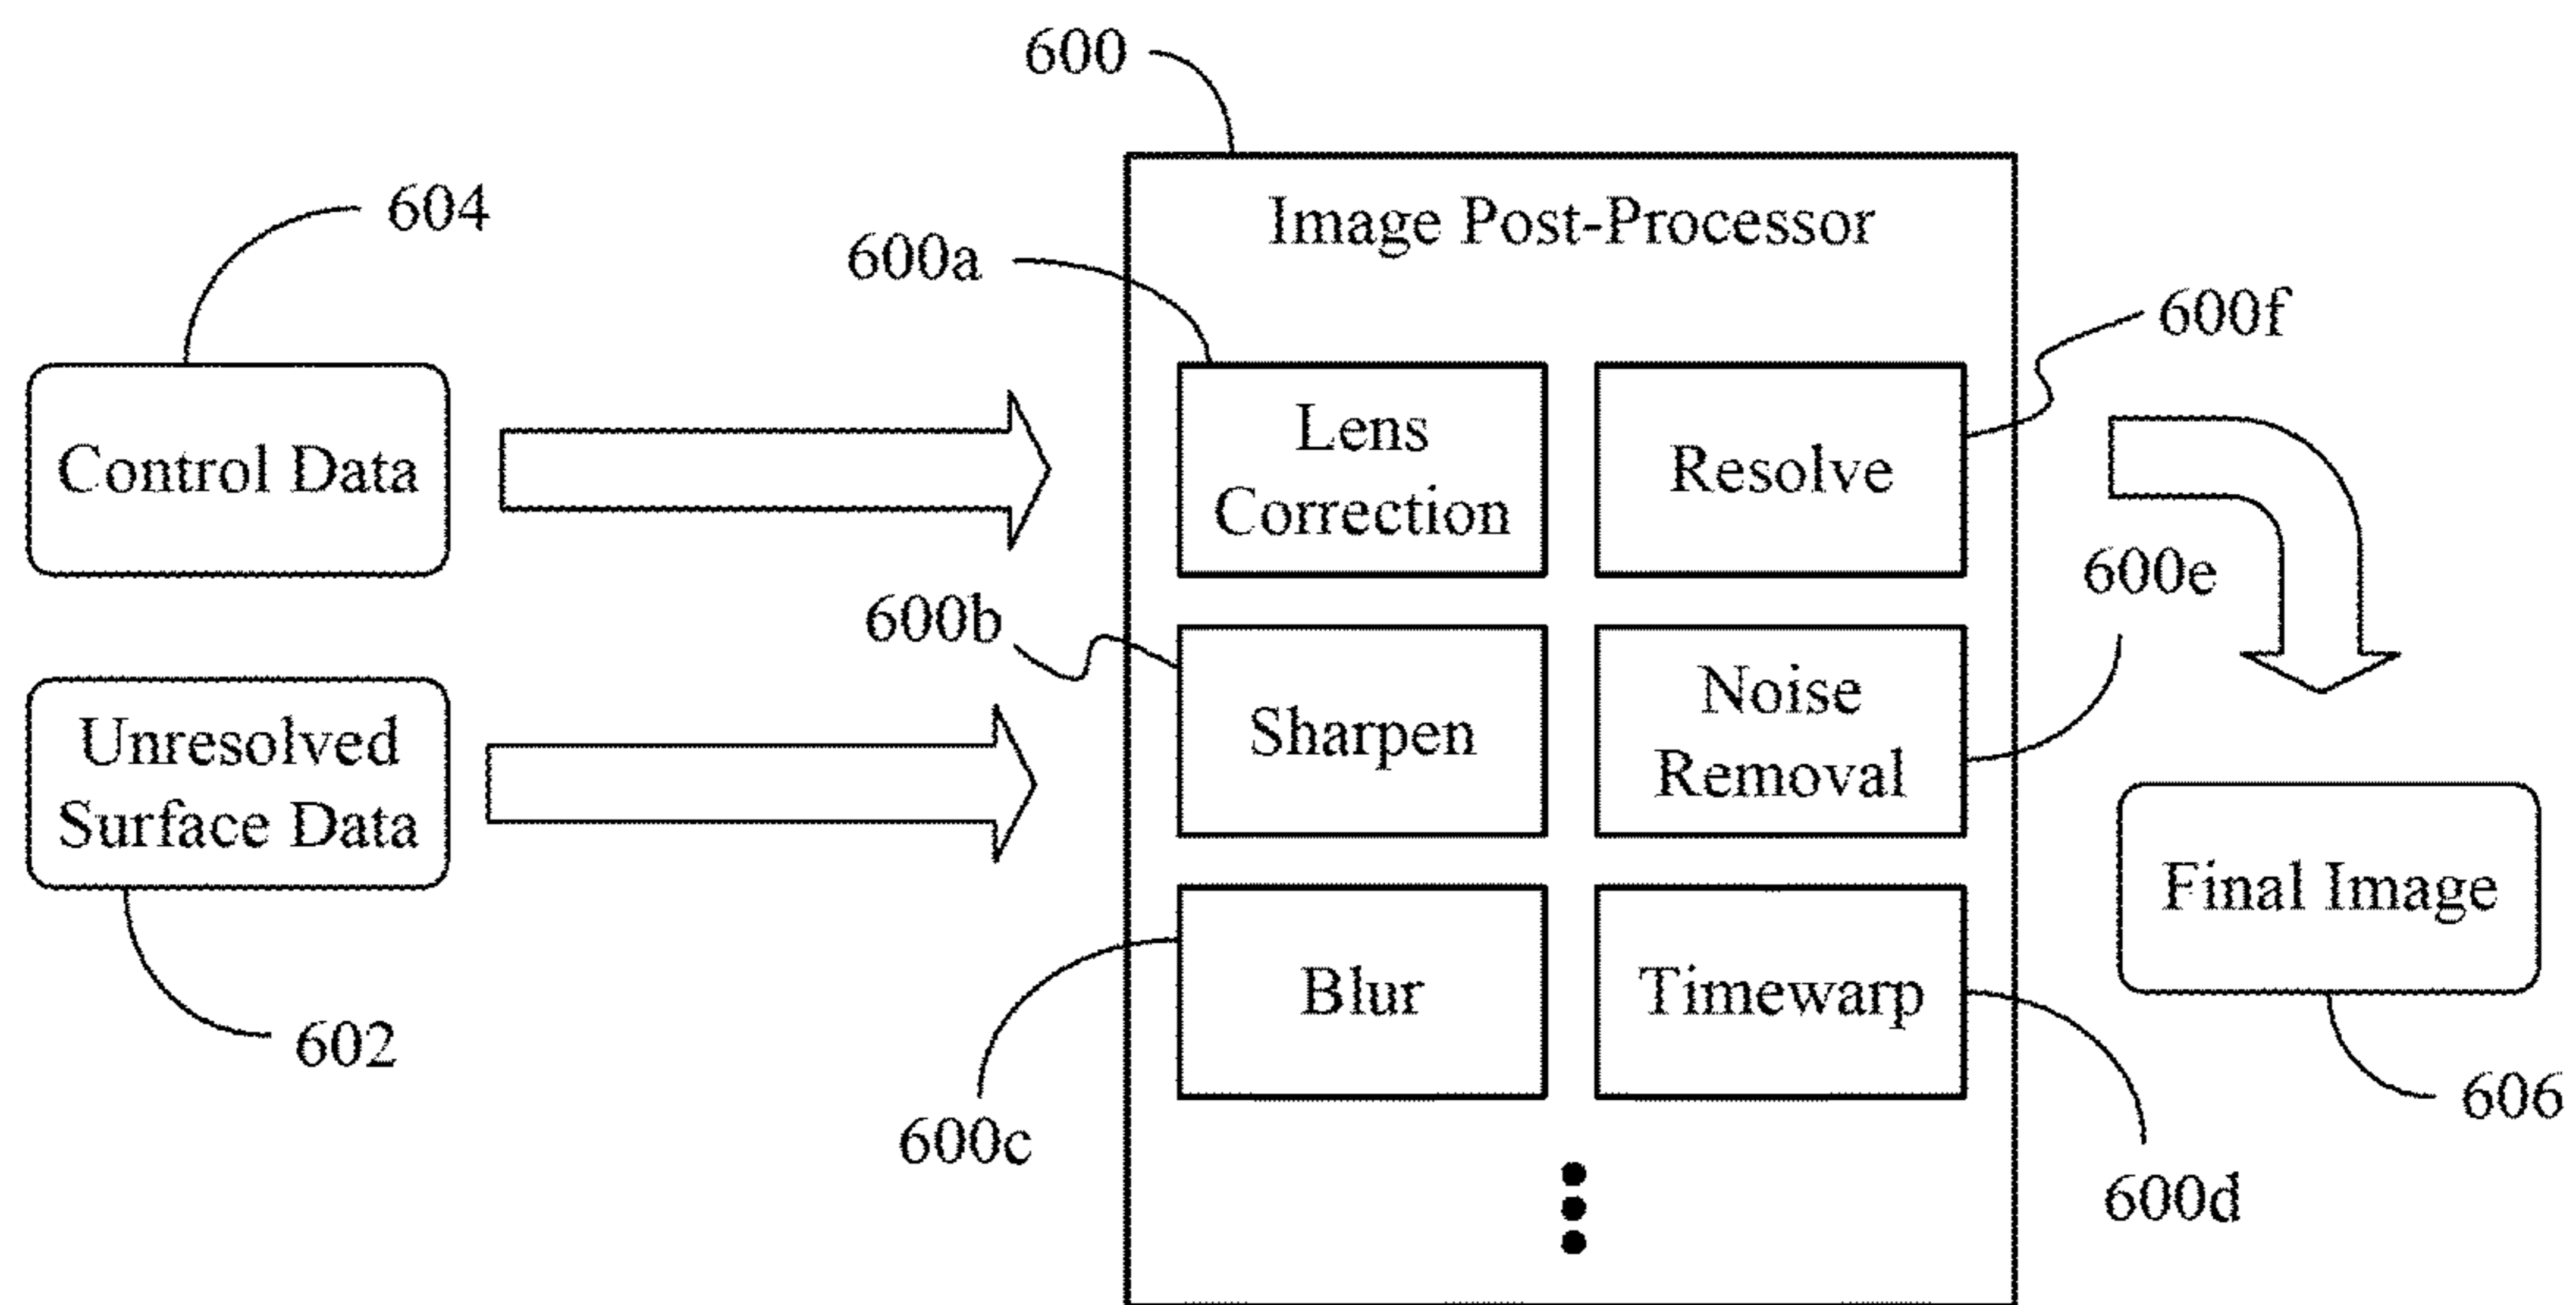 600
604
Image Post-Processor
600a
600f
Control Data
Lens
Correction
Resolve
600e
600b
Unresolved
Surface Data
Sharpen
Noise
Removal
Final Image
Blur
Timewarp
602
600c
606
600d